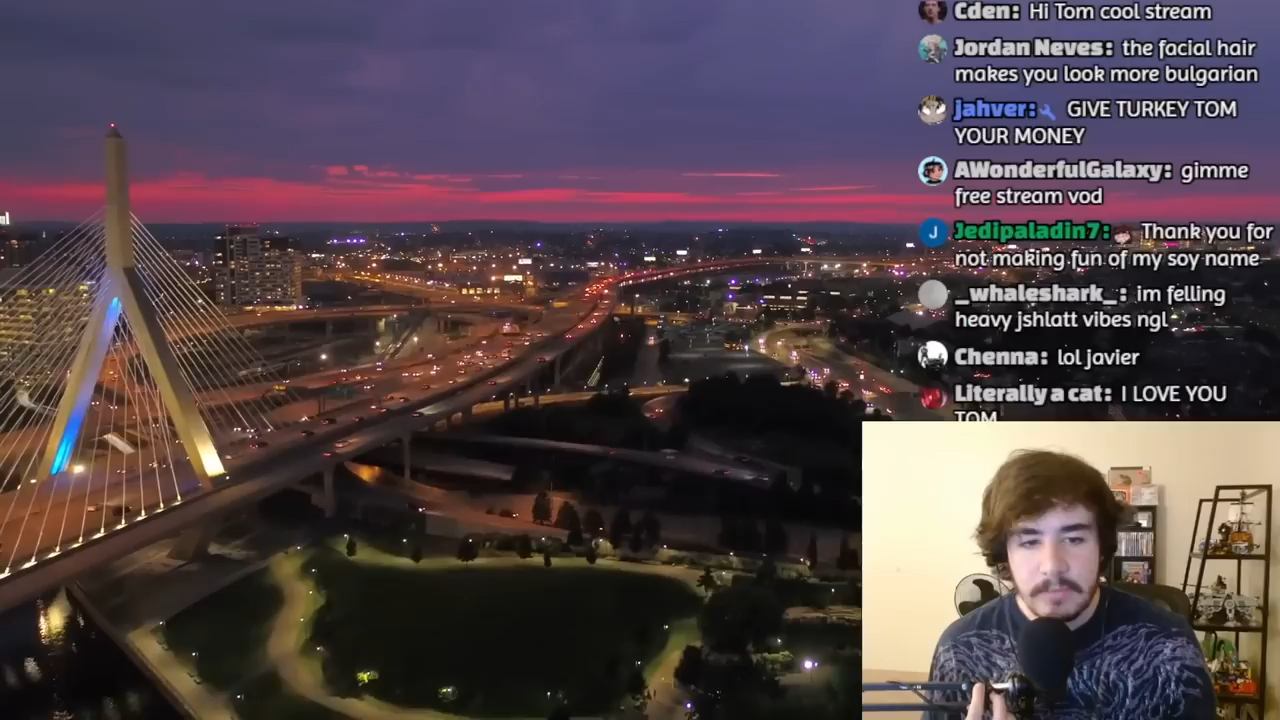 Cden: Hi Tom cool stream
Jordan Neves: the facial hair
makes you look more bulgarian
jahver: GIVE TURKEY TOM
YOUR MONEY
AWonderfulGalaxy: gimme
free stream vod
J Jedipaladin7: Thank you for
not making fun of my soy name
_whaleshark_: im felling
heavy jshlatt vibes ngl
Chenna: lol javier
Literally a cat: I LOVE YOU
TOM